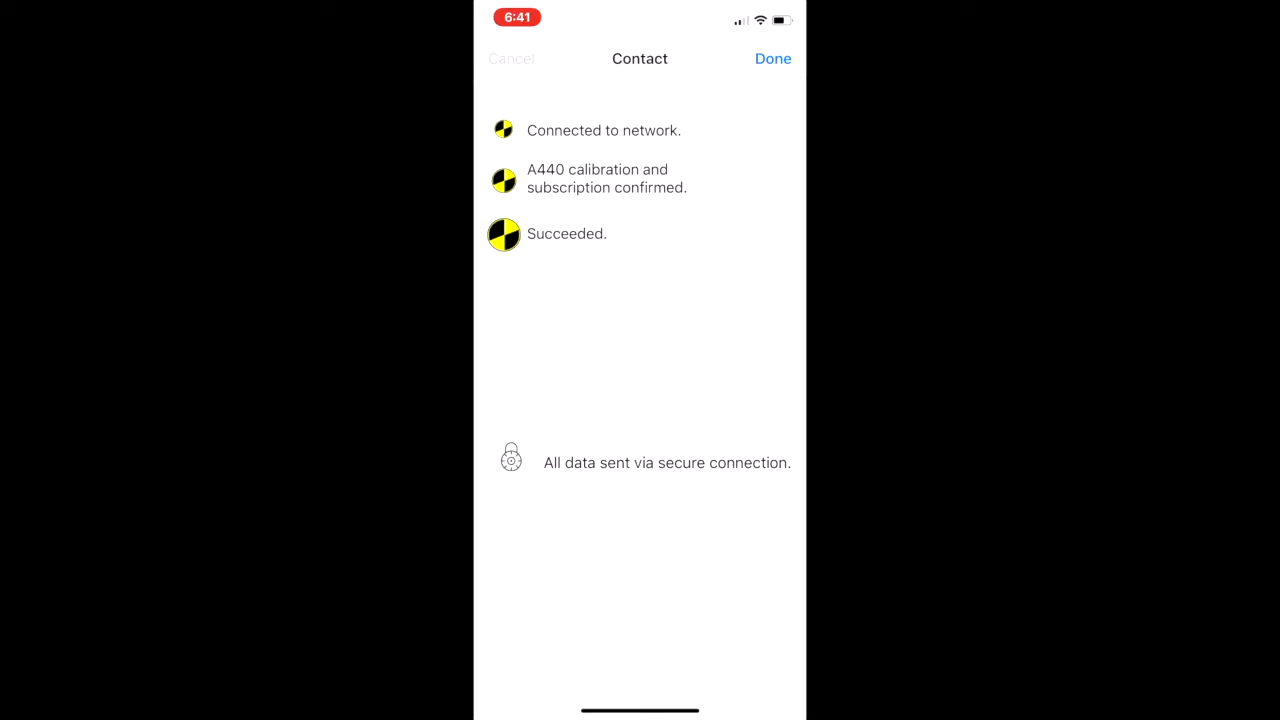 6:41
Cancel
Contact
Done
Connected to network.
A440 calibration and
subscription confirmed.
Succeeded.
All data sent via secure connection.